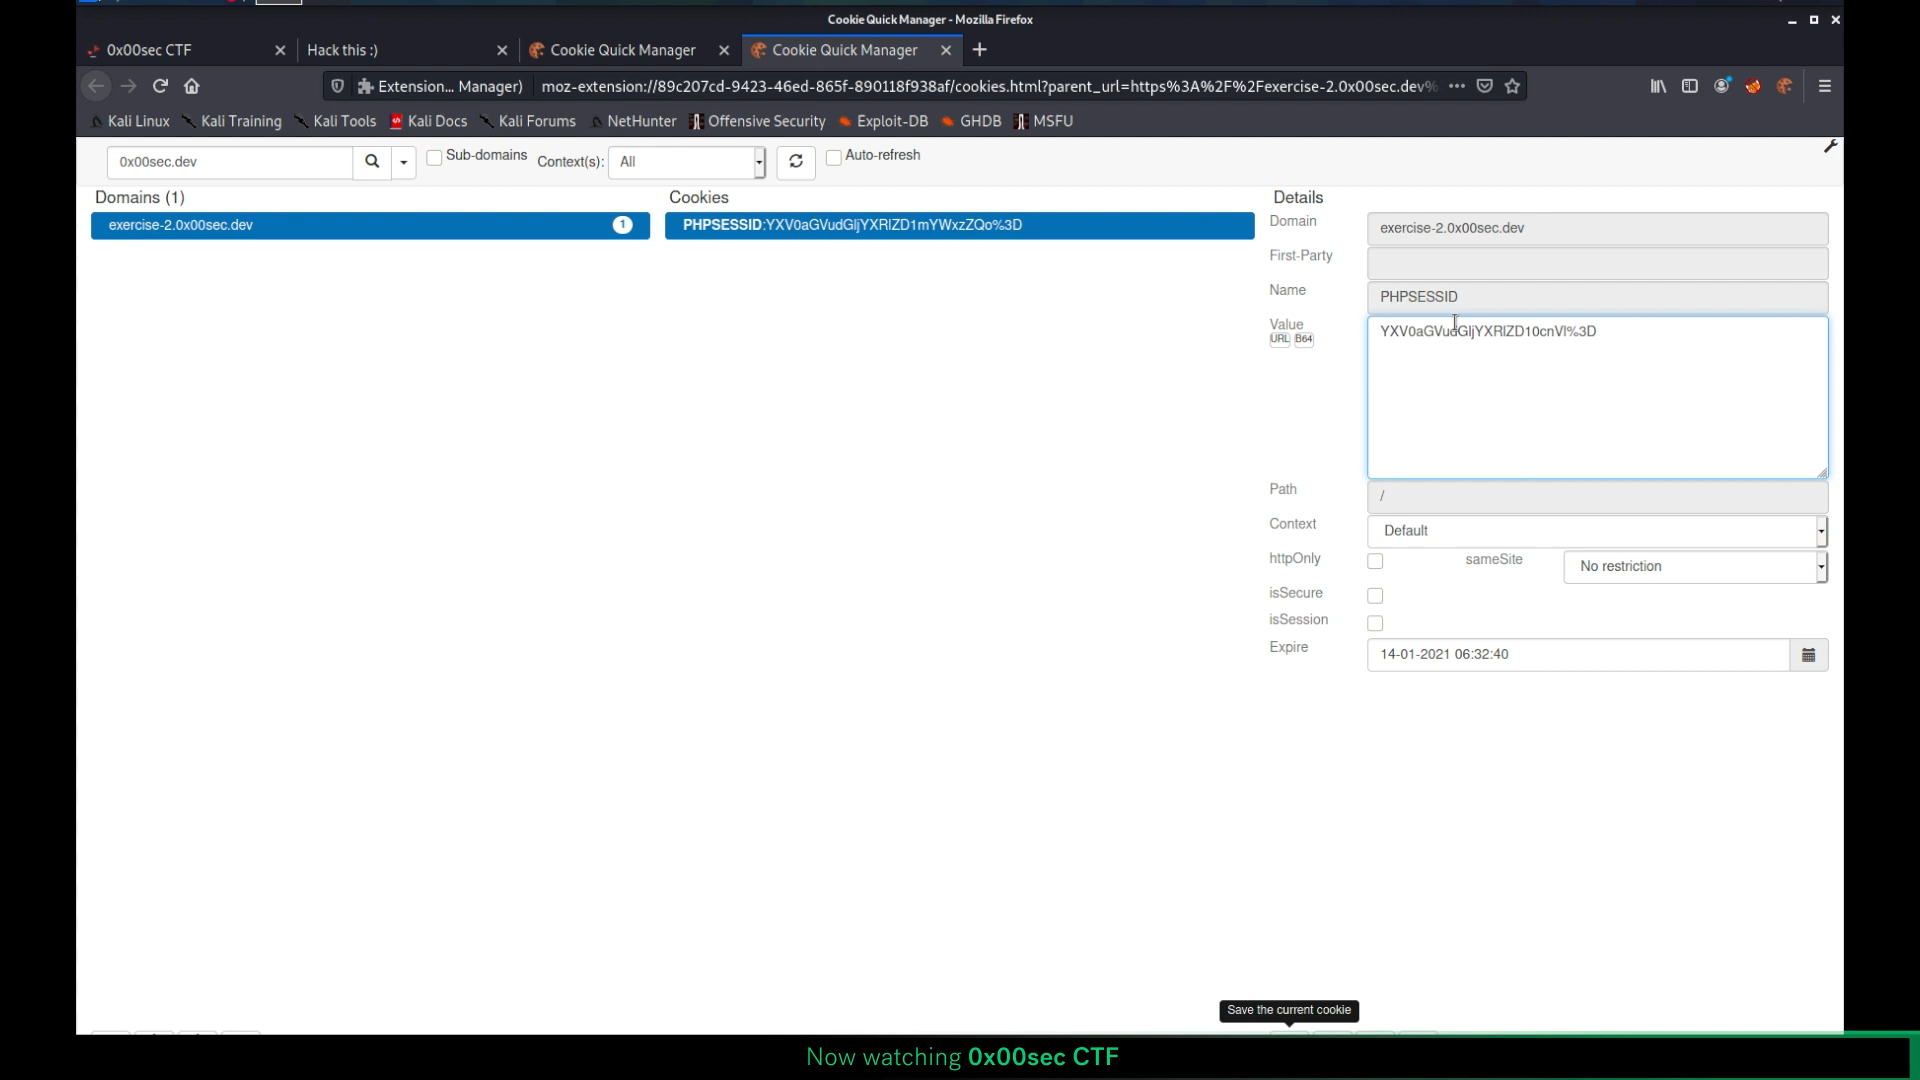 Cookie Quick Manager - Mozilla Firefox
0x00sec CTF
Hack this :)
Cookie Quick Manager
Cookie Quick Manager
Extension... Manager)
moz-extension://89c207cd-9423-46ed-865f-890118f938af/cookies.html?parent_url=https%3A%2F%2Fexercise-2.0x00sec.dev%
Kali Linux
Kali Training
Kali Tools
Kali Docs
Kali Forums
NetHunter
Offensive Security
Exploit-DB
GHDB
MSFU
0x00sec.dev
Sub-domains
Context(s):
All
Auto-refresh
Domains (1)
Cookies
Details
exercise-2.0x00sec.dev
1
PHPSESSID:YXV0aGVudGljYXRlZD1mYWxzZQo%3D
Domain
exercise-2.0x00sec.dev
First-Party
Name
PHPSESSID
Value
URL B64
YXV0aGVudGljYXRlZD10cnVl%3D
Path
/
Context
Default
httpOnly
sameSite
No restriction
isSecure
isSession
Expire
14-01-2021 06:32:40
Save the current cookie
Now watching 0x00sec CTF